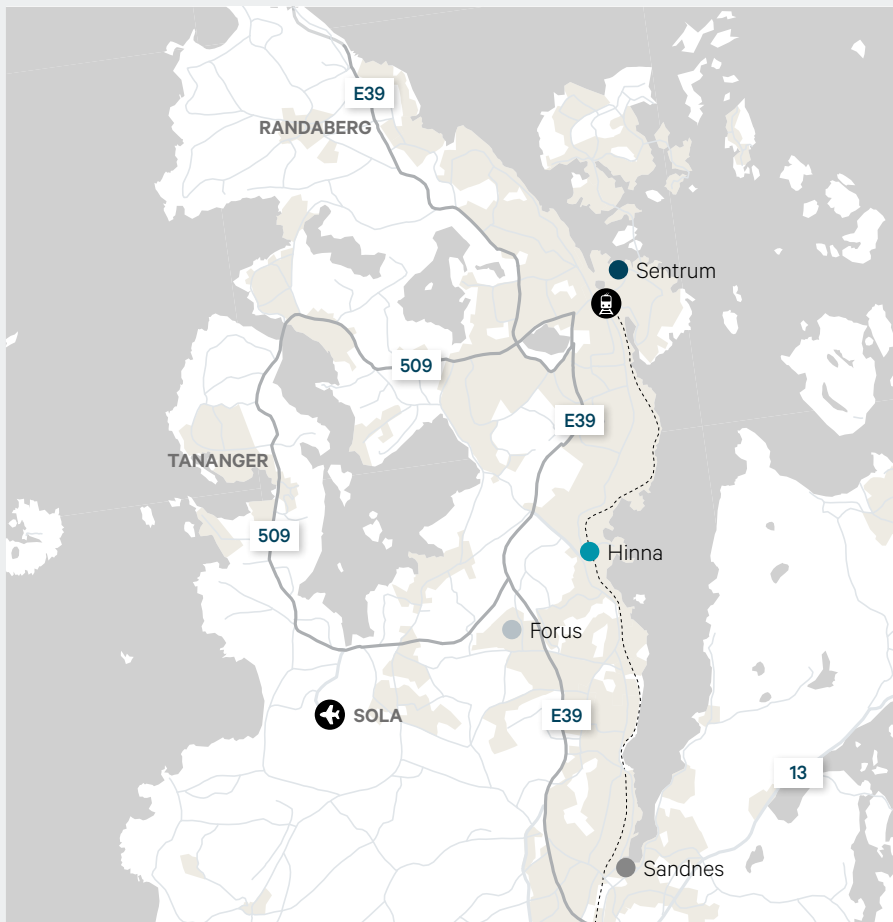 E39
RANDABERG
Sentrum
509
E39
TANANGER
509
Hinna
Forus
SOLA
E39
13
Sandnes